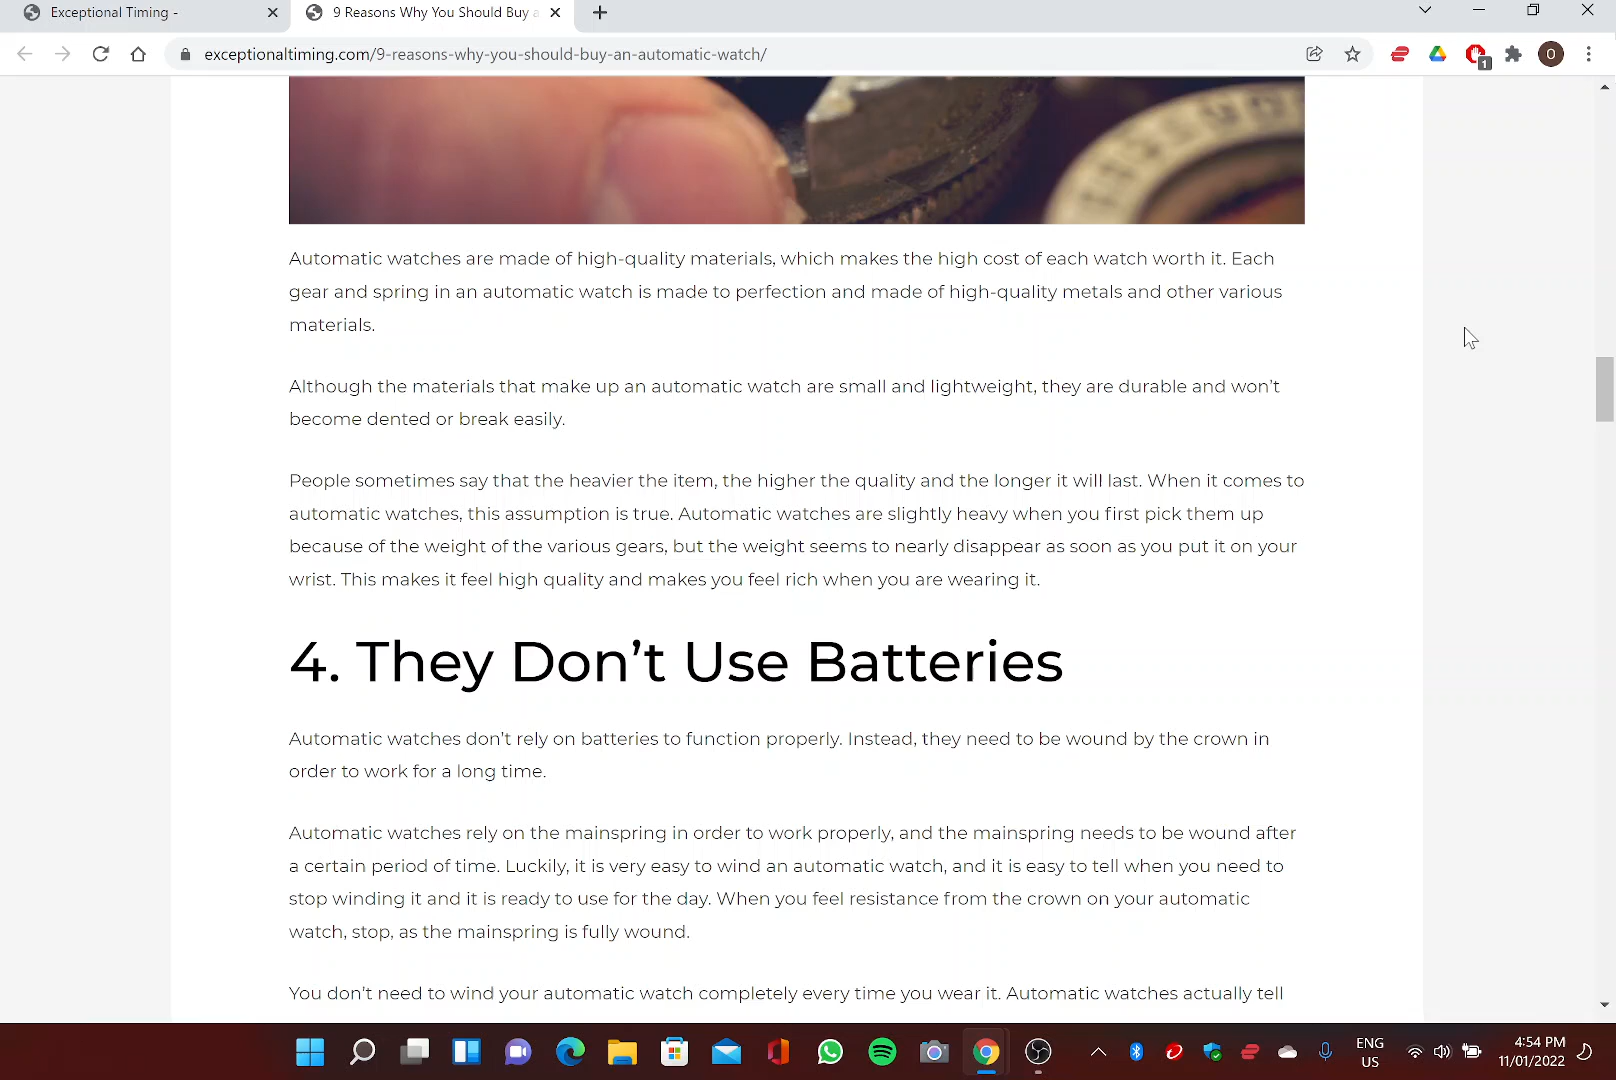 Exceptional Timing -
9 Reasons Why You Should Buy a
exceptionaltiming.com/9-reasons-why-you-should-buy-an-automatic-watch/
1
O
Automatic watches are made of high-quality materials, which makes the high cost of each watch worth it. Each
gear and spring in an automatic watch is made to perfection and made of high-quality metals and other various
materials.
Although the materials that make up an automatic watch are small and lightweight, they are durable and won’t
become dented or break easily.
People sometimes say that the heavier the item, the higher the quality and the longer it will last. When it comes to
automatic watches, this assumption is true. Automatic watches are slightly heavy when you first pick them up
because of the weight of the various gears, but the weight seems to nearly disappear as soon as you put it on your
wrist. This makes it feel high quality and makes you feel rich when you are wearing it.
4. They Don’t Use Batteries
Automatic watches don’t rely on batteries to function properly. Instead, they need to be wound by the crown in
order to work for a long time.
Automatic watches rely on the mainspring in order to work properly, and the mainspring needs to be wound after
a certain period of time. Luckily, it is very easy to wind an automatic watch, and it is easy to tell when you need to
stop winding it and it is ready to use for the day. When you feel resistance from the crown on your automatic
watch, stop, as the mainspring is fully wound.
You don’t need to wind your automatic watch completely every time you wear it. Automatic watches actually tell
ENG
US
4:54 PM
11/01/2022